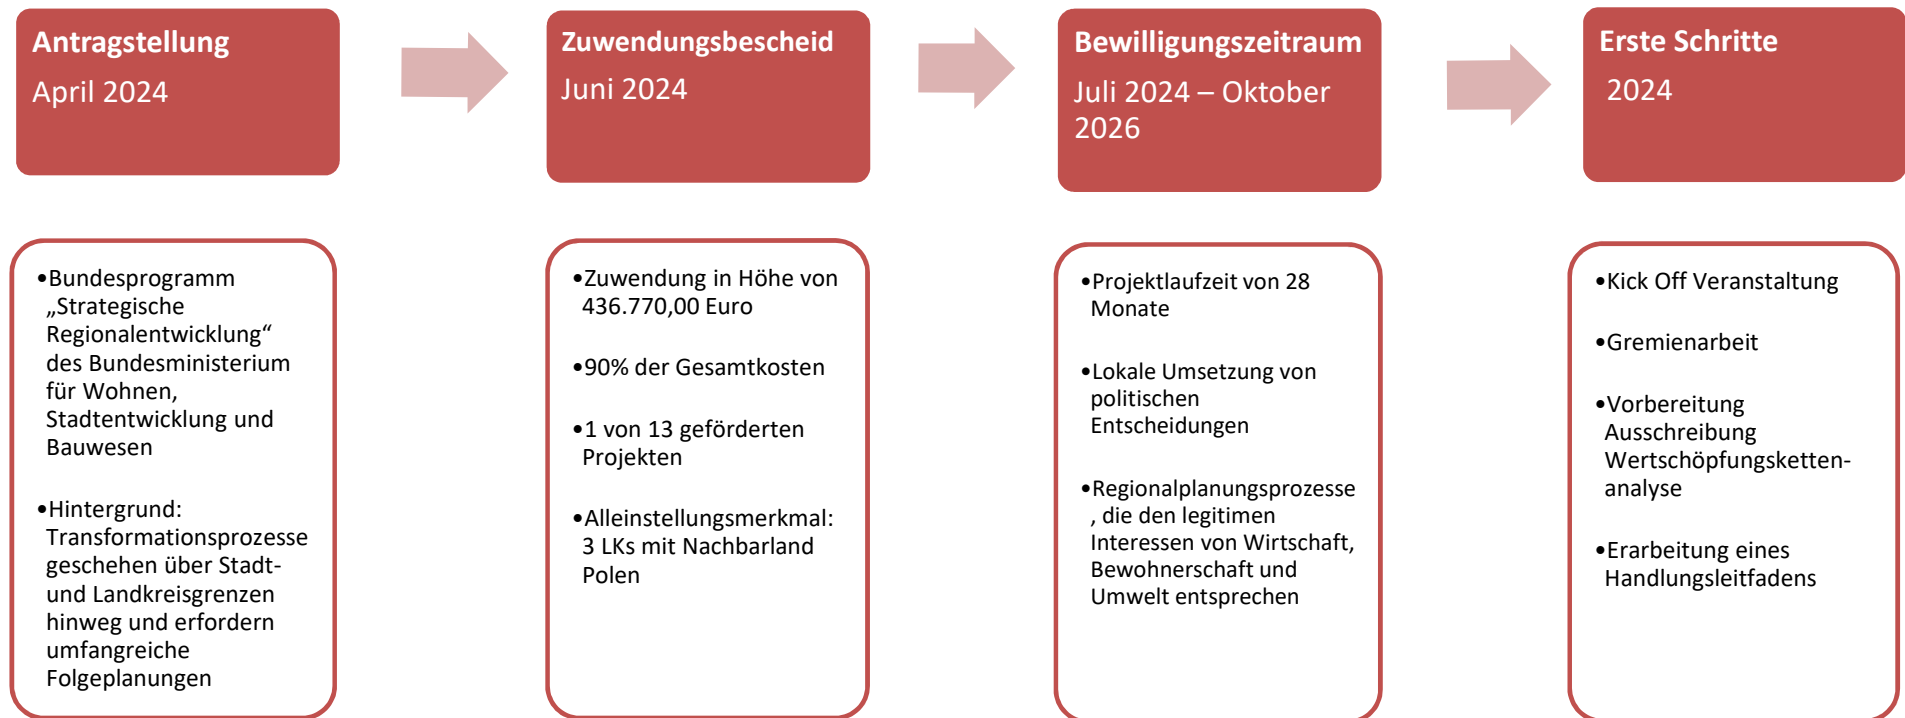 Antragstellung
April 2024
Zuwendungsbescheid
Juni 2024
Bewilligungszeitraum
Juli 2024 – Oktober
2026
Erste Schritte
2024
•Bundesprogramm
„Strategische
Regionalentwicklung“
des Bundesministerium
für Wohnen,
Stadtentwicklung und
Bauwesen
•Hintergrund:
Transformationsprozesse
geschehen über Stadt-
und Landkreisgrenzen
hinweg und erfordern
umfangreiche
Folgeplanungen
•Zuwendung in Höhe von
436.770,00 Euro
•90% der Gesamtkosten
•1 von 13 geförderten
Projekten
•Alleinstellungsmerkmal:
3 LKs mit Nachbarland
Polen
•Projektlaufzeit von 28
Monate
•Lokale Umsetzung von
politischen
Entscheidungen
•Regionalplanungsprozesse
, die den legitimen
Interessen von Wirtschaft,
Bewohnerschaft und
Umwelt entsprechen
•Kick Off Veranstaltung
•Gremienarbeit
•Vorbereitung
Ausschreibung
Wertschöpfungsketten-
analyse
•Erarbeitung eines
Handlungsleitfadens